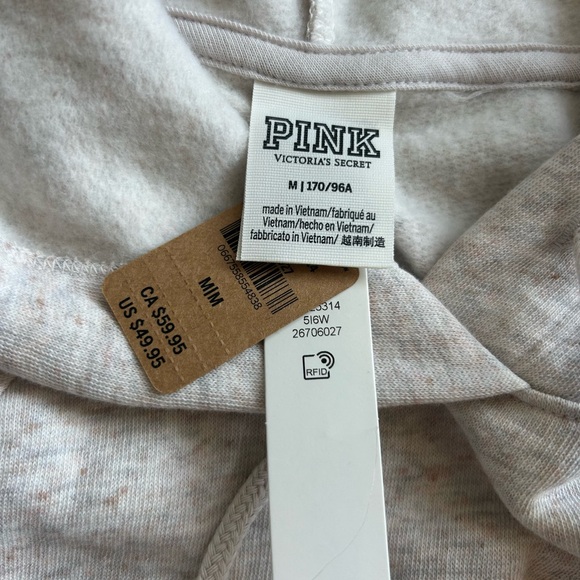 PINK
VICTORIA'S SECRET
M | 170/96A
made in Vietnam/fabriqué au
Vietnam/hecho en Vietnam/
fabbricato in Vietnam/ 越南制造
M|M
CA $59.95
US $49.95
5314
5I6W
26706027
RFID